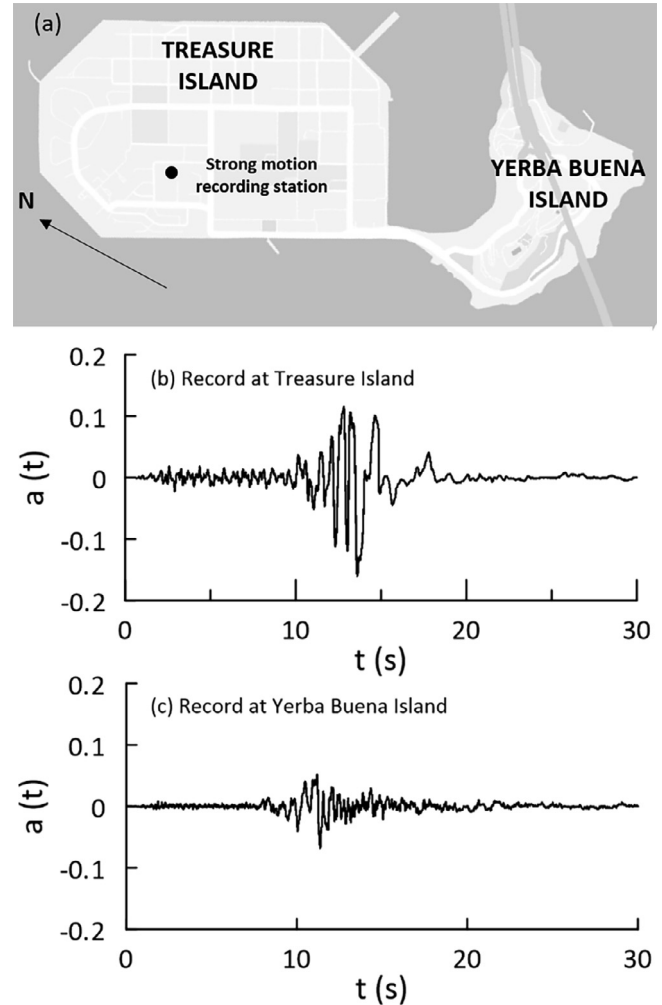 (a)
TREASURE
ISLAND
Strong motion
recording station
N
YERBA BUENA
ISLAND
0.2
(b) Record at Treasure Island
0.1
a (t)
0
-0.1
-0.2
0 10 20 30
t (s)
0.2
(c) Record at Yerba Buena Island
0.1
a (t)
0
-0.1
-0.2
0 10 20 30
t (s)